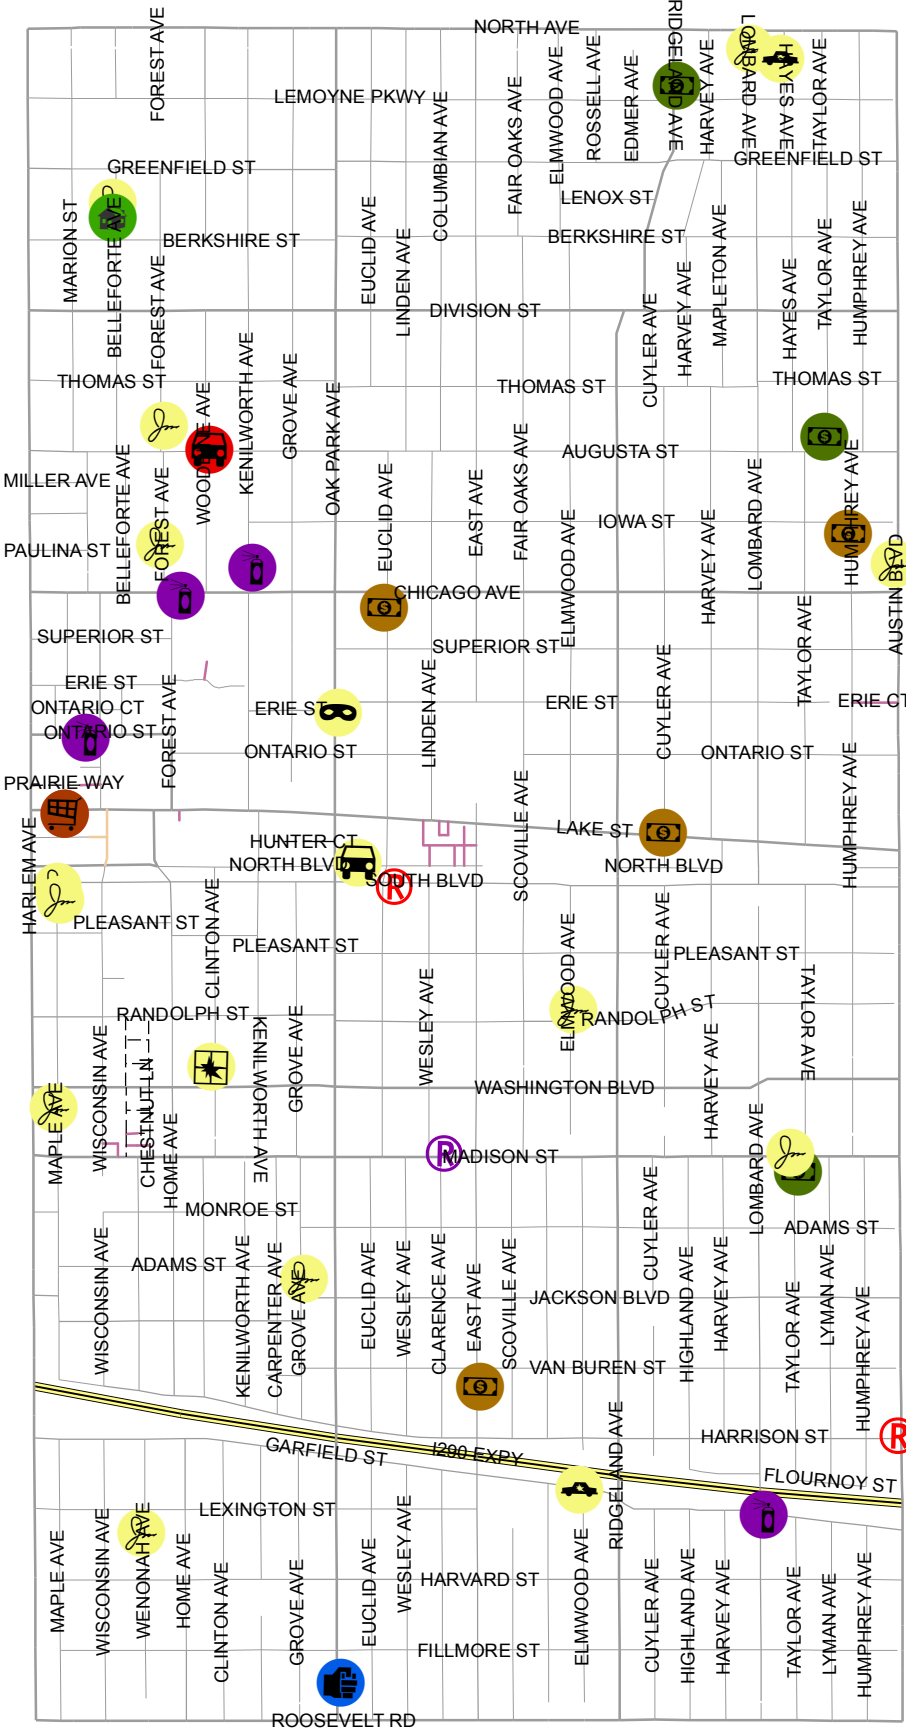 NORTH AVE
FOREST AVE
RIDGELAND AVE
LOMBARD AVE
HAYES AVE
TAYLOR AVE
HARVEY AVE
EDMER AVE
ROSSELL AVE
ELMWOOD AVE
FAIR OAKS AVE
COLUMBIAN AVE
LEMOYNE PKWY
GREENFIELD ST
GREENFIELD ST
LENOX ST
MARION ST
BELLEFORTE AVE
BERKSHIRE ST
BERKSHIRE ST
EUCLID AVE
LINDEN AVE
FOREST AVE
DIVISION ST
CUYLER AVE
HARVEY AVE
MAPLETON AVE
HAYES AVE
TAYLOR AVE
HUMPHREY AVE
THOMAS ST
THOMAS ST
THOMAS ST
WOODBINE AVE
KENILWORTH AVE
GROVE AVE
OAK PARK AVE
AUGUSTA ST
MILLER AVE
BELLEFORTE AVE
FOREST AVE
EUCLID AVE
EAST AVE
FAIR OAKS AVE
ELMWOOD AVE
IOWA ST
HARVEY AVE
LOMBARD AVE
HUMPHREY AVE
AUSTIN BLVD
PAULINA ST
CHICAGO AVE
SUPERIOR ST
SUPERIOR ST
TAYLOR AVE
ERIE ST
ONTARIO CT
ONTARIO ST
FOREST AVE
ERIE ST
ONTARIO ST
LINDEN AVE
ERIE ST
CUYLER AVE
ERIE CT
ONTARIO ST
PRAIRIE WAY
HARLEM AVE
HUNTER CT
NORTH BLVD
SOUTH BLVD
R
SCOVILLE AVE
LAKE ST
NORTH BLVD
HUMPHREY AVE
PLEASANT ST
CLINTON AVE
PLEASANT ST
ELMWOOD AVE
CUYLER AVE
PLEASANT ST
RANDOLPH ST
WESLEY AVE
RANDOLPH ST
TAYLOR AVE
MAPLE AVE
WISCONSIN AVE
CHESTNUT LN
HOME AVE
KENILWORTH AVE
GROVE AVE
WASHINGTON BLVD
HARVEY AVE
R
MADISON ST
LOMBARD AVE
MONROE ST
CUYLER AVE
ADAMS ST
ADAMS ST
WISCONSIN AVE
KENILWORTH AVE
CARPENTER AVE
GROVE AVE
EUCLID AVE
WESLEY AVE
CLARENCE AVE
EAST AVE
SCOVILLE AVE
JACKSON BLVD
HIGHLAND AVE
HARVEY AVE
TAYLOR AVE
LYMAN AVE
HUMPHREY AVE
VAN BUREN ST
GARFIELD ST
I290 EXPY
RIDGELAND AVE
HARRISON ST
R
FLOURNOY ST
LEXINGTON ST
MAPLE AVE
WISCONSIN AVE
WENONAH AVE
HOME AVE
CLINTON AVE
GROVE AVE
EUCLID AVE
WESLEY AVE
HARVARD ST
ELMWOOD AVE
CUYLER AVE
HIGHLAND AVE
HARVEY AVE
TAYLOR AVE
LYMAN AVE
HUMPHREY AVE
FILLMORE ST
ROOSEVELT RD